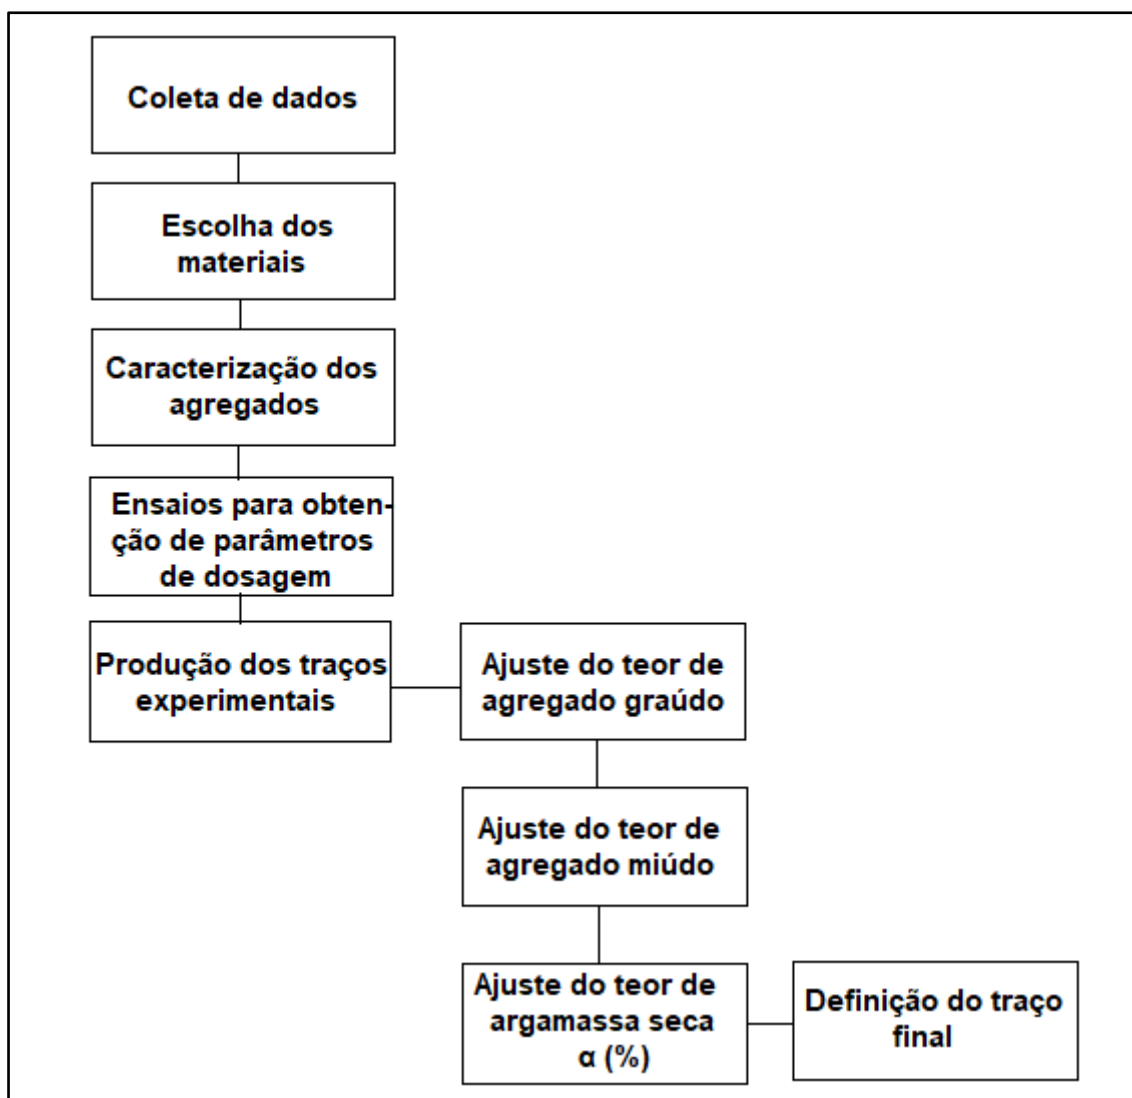 Coleta de dados
Escolha dos
materiais
Caracterização dos
agregados
Ensaios para obten-
ção de parâmetros
de dosagem
Produção dos traços
experimentais
Ajuste do teor de
agregado graúdo
Ajuste do teor de
agregado miúdo
Ajuste do teor de
argamassa seca
α (%)
Definição do traço
final